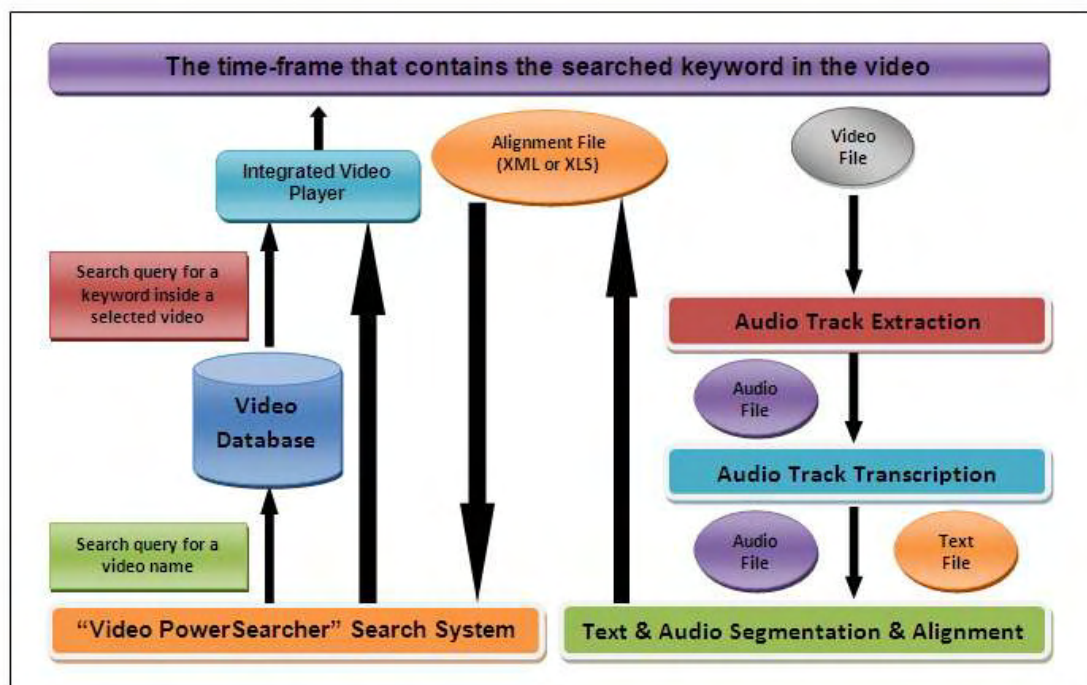 The time-frame that contains the searched keyword in the video
Integrated Video
Player
Alignment File
(XML or XLS)
Video
File
Search query for a
keyword inside a
selected video
Audio Track Extraction
Audio
File
Video
Database
Audio Track Transcription
Search query for a
video name
Audio
File
Text
File
“Video PowerSearcher” Search System
Text & Audio Segmentation & Alignment